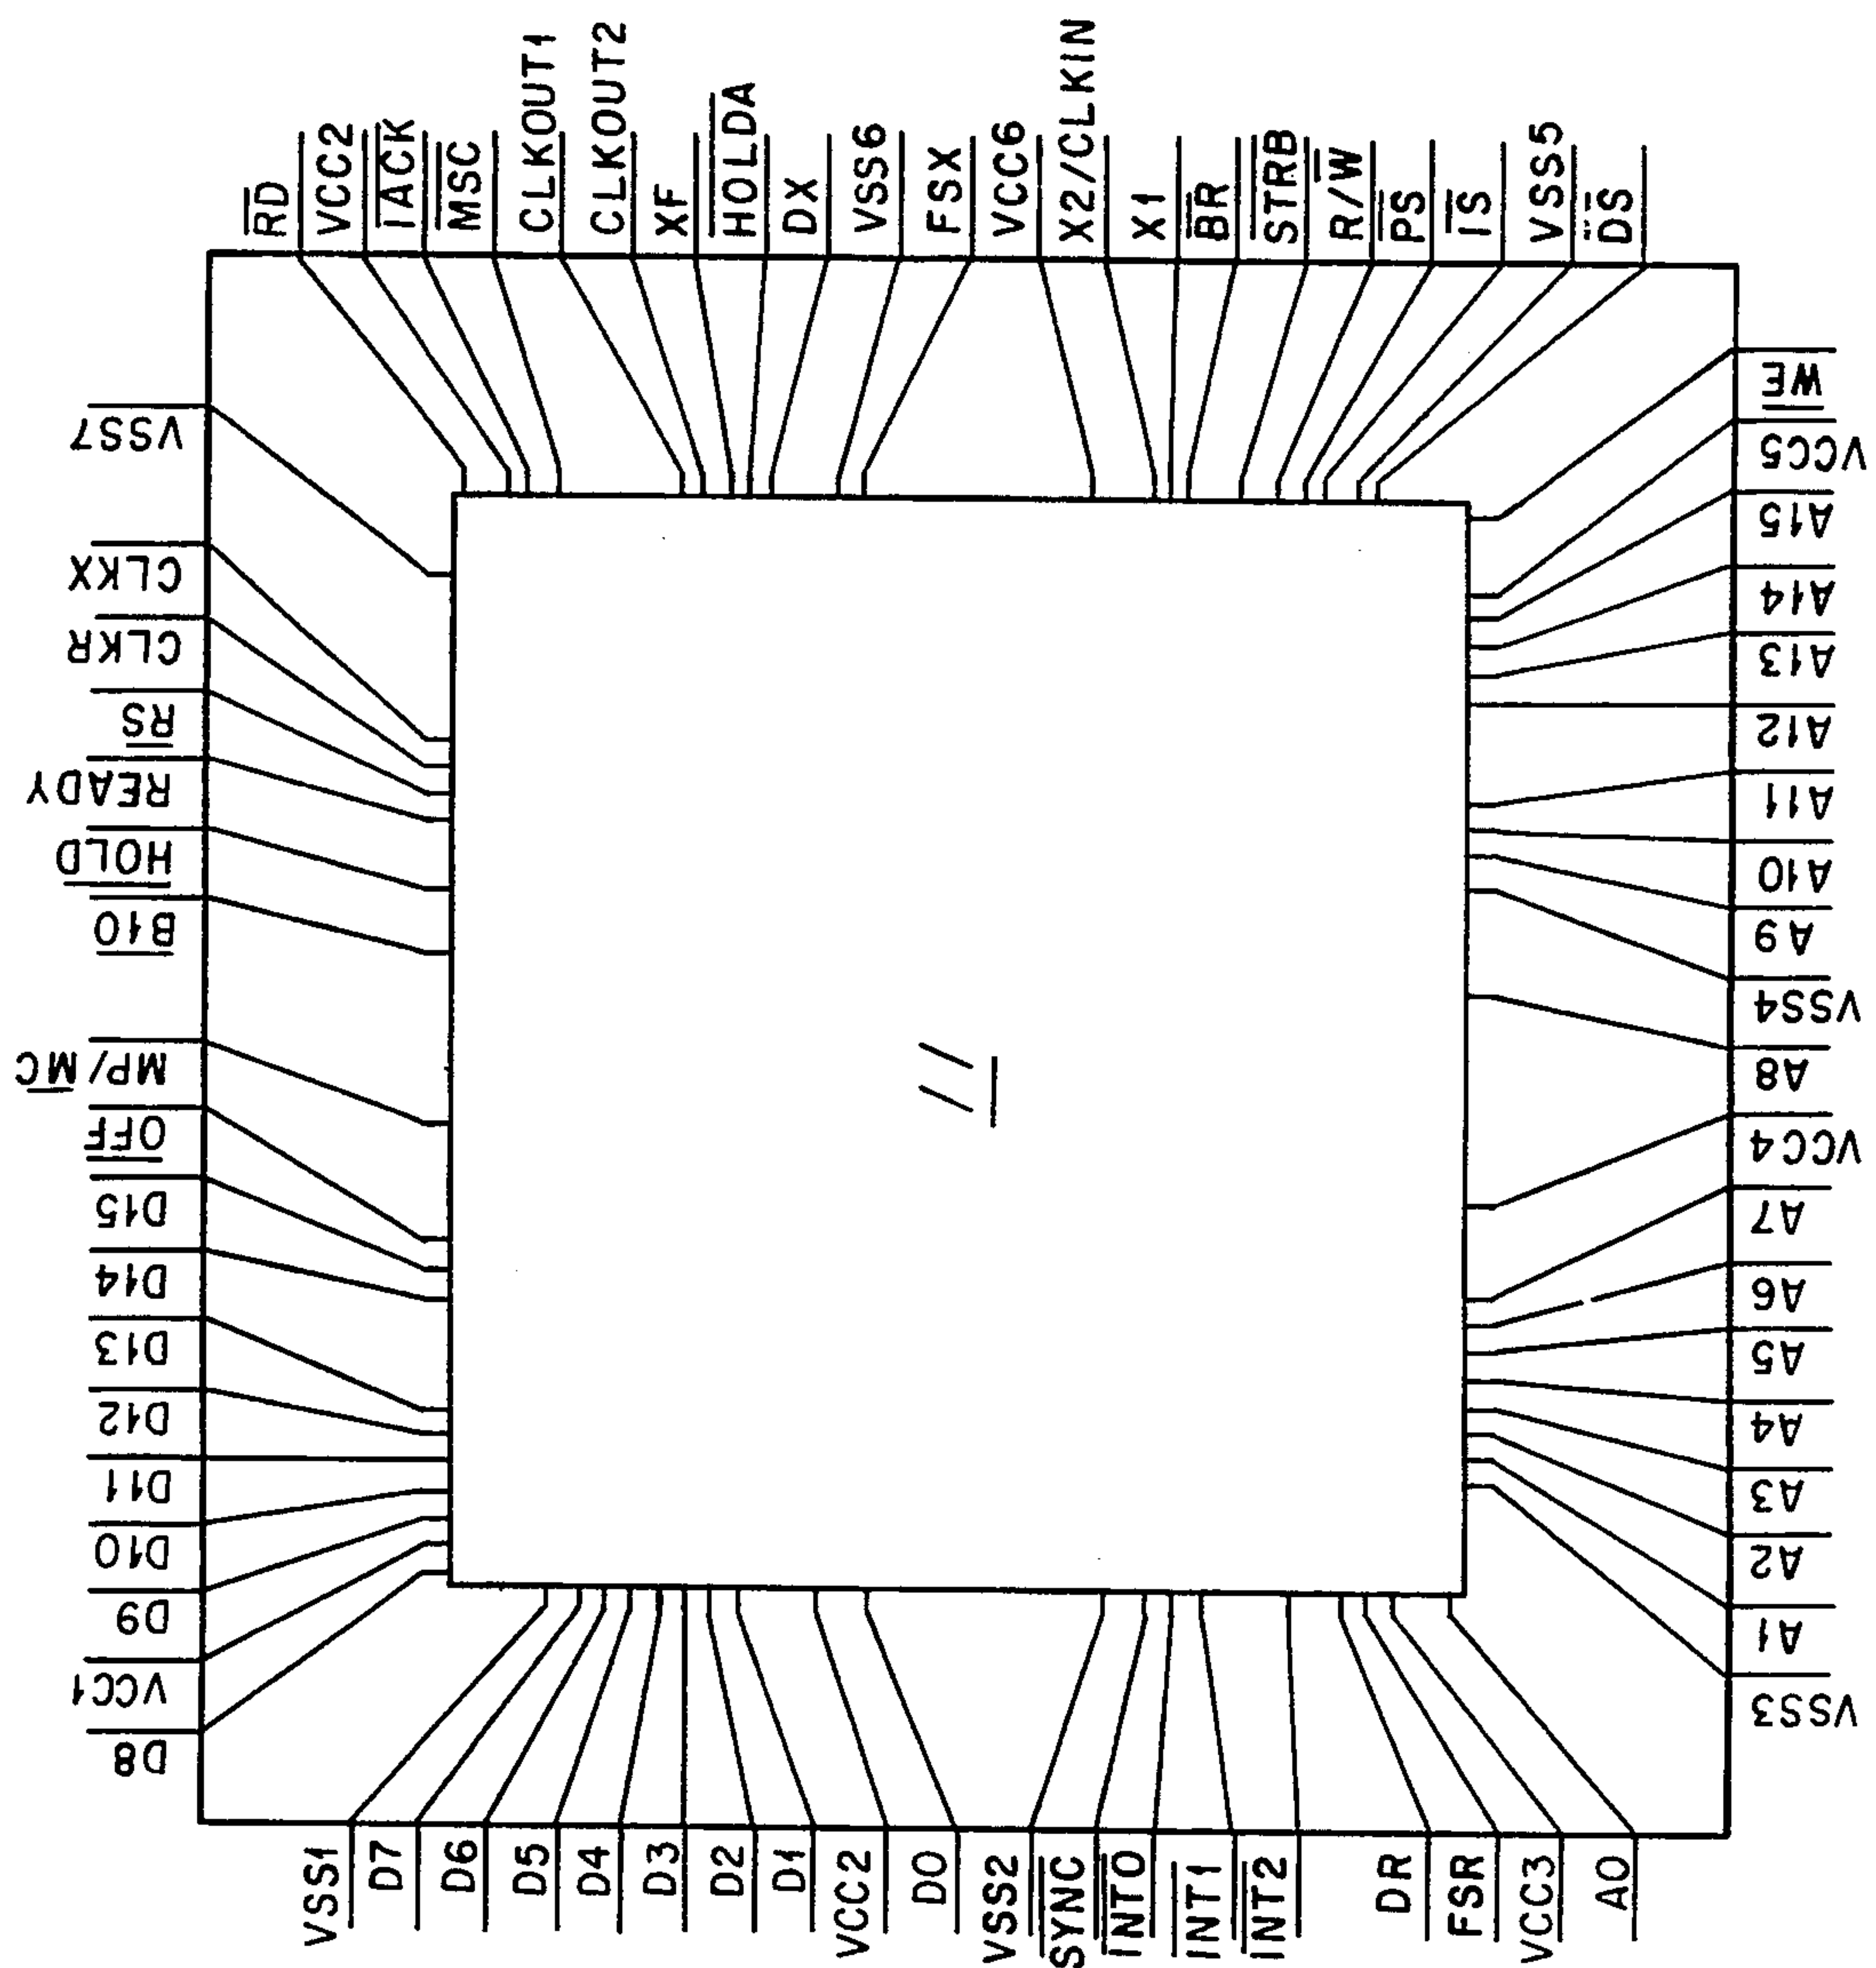 RD
VCC2
IACK
MSC
CLKOUT1
CLKOUT2
XF
HOLDA
DX
VSS6
FSX
VCC6
X2/CLKIN
X1
BR
STRB
R/W
PS
IS
VSS5
DS
WE
VCC5
A15
A14
A13
A12
A11
A10
A9
VSS4
A8
VCC4
A7
A6
A5
A4
A3
A2
A1
VSS3
VSS7
CLKX
CLKR
RS
READY
HOLD
B10
MP/MC
OFF
D15
D14
D13
D12
D11
D10
D9
VCC1
D8
VSS1
D7
D6
D5
D4
D3
D2
D1
VCC2
D0
VSS2
SYNC
INT0
INT1
INT2
DR
FSR
VCC3
A0
11